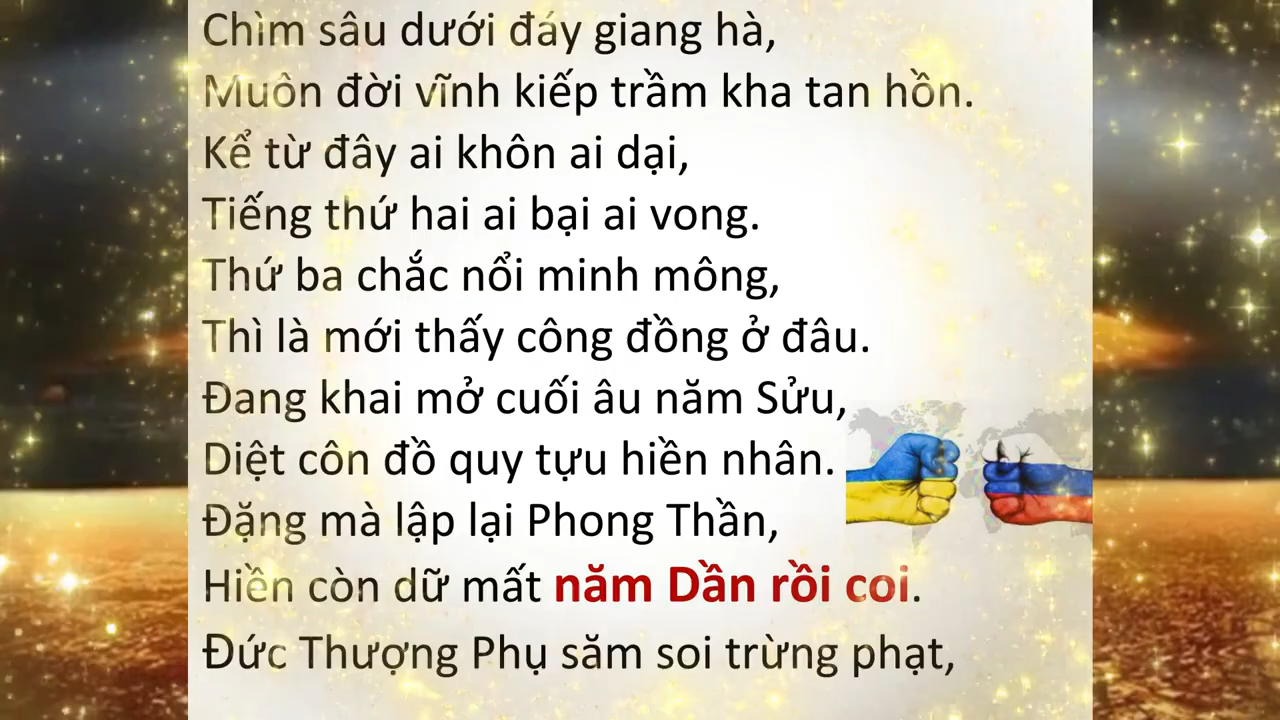 Chìm sâu dưới đáy giang hà,
Muôn đời vĩnh kiếp trầm kha tan hồn.
Kể từ đây ai khôn ai dại,
Tiếng thứ hai ai bại ai vong.
Thứ ba chắc nổi minh mông,
Thì là mới thấy công đồng ở đâu.
Đang khai mở cuối âu năm Sửu,
Diệt côn đồ quy tựu hiền nhân.
Đặng mà lập lại Phong Thần,
Hiền còn dữ mất năm Dần rồi coi.
Đức Thượng Phụ săm soi trừng phạt,